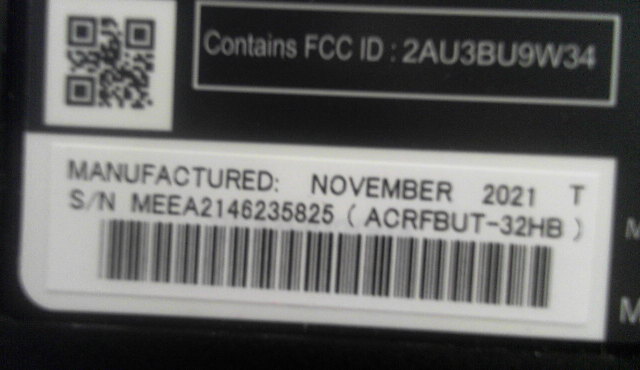 Contains FCC ID : 2AU3BU9W34
MANUFACTURED: NOVEMBER 2021 T
S/N MEEA2146235825 ( ACRFBUT-32HB )